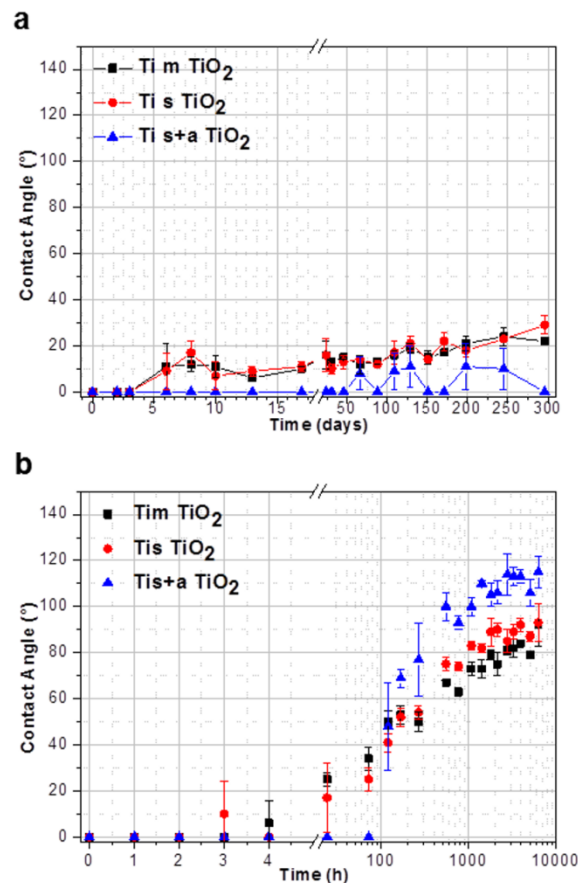 a
140
120
100
80
60
40
20
0
Contact Angle (°)
Ti m TiO2
Ti s TiO2
Ti s+a TiO2
0 5 10 15 50 100 150 200 250 300
Time (days)
b
140
120
100
80
60
40
20
0
Contact Angle (°)
Tim TiO2
Tis TiO2
Tis+a TiO2
0 1 2 3 4 100 1000 10000
Time (h)